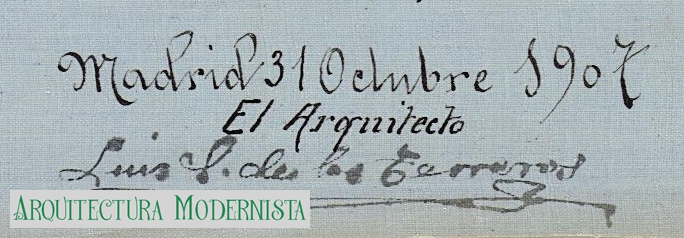 Madrid 31 Octubre 1907
El Arquitecto
Luis S. de los Terreros
ARQUITECTURA MODERNISTA